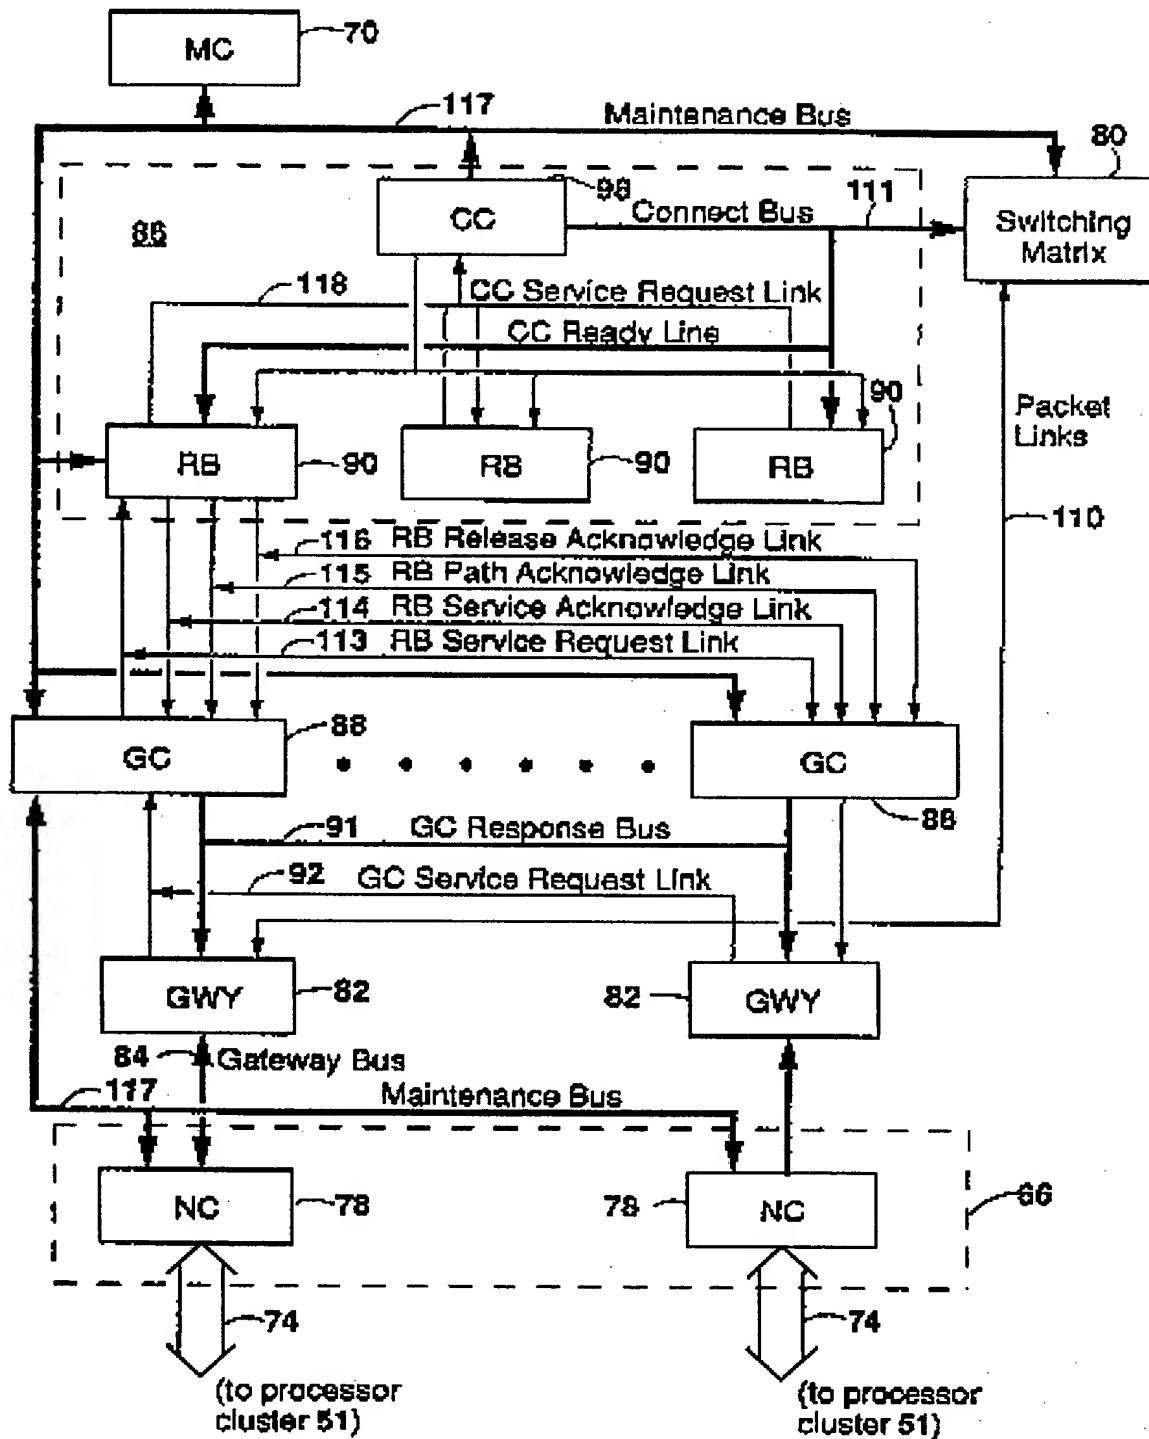 MC
70
117
Maintenance Bus
80
98
111
CC
Connect Bus
Switching
Matrix
86
118
CC Service Request Link
CC Ready Line
90
Packet
Links
RB
90
RB
90
RB
110
116 RB Release Acknowledge Link
115 RB Path Acknowledge Link
114 RB Service Acknowledge Link
113 RB Service Request Link
88
GC
GC
88
91 GC Response Bus
92 GC Service Request Link
GWY
82
82
GWY
84
Gateway Bus
117
Maintenance Bus
NC
78
78
NC
66
74
74
(to processor
cluster 51)
(to processor
cluster 51)